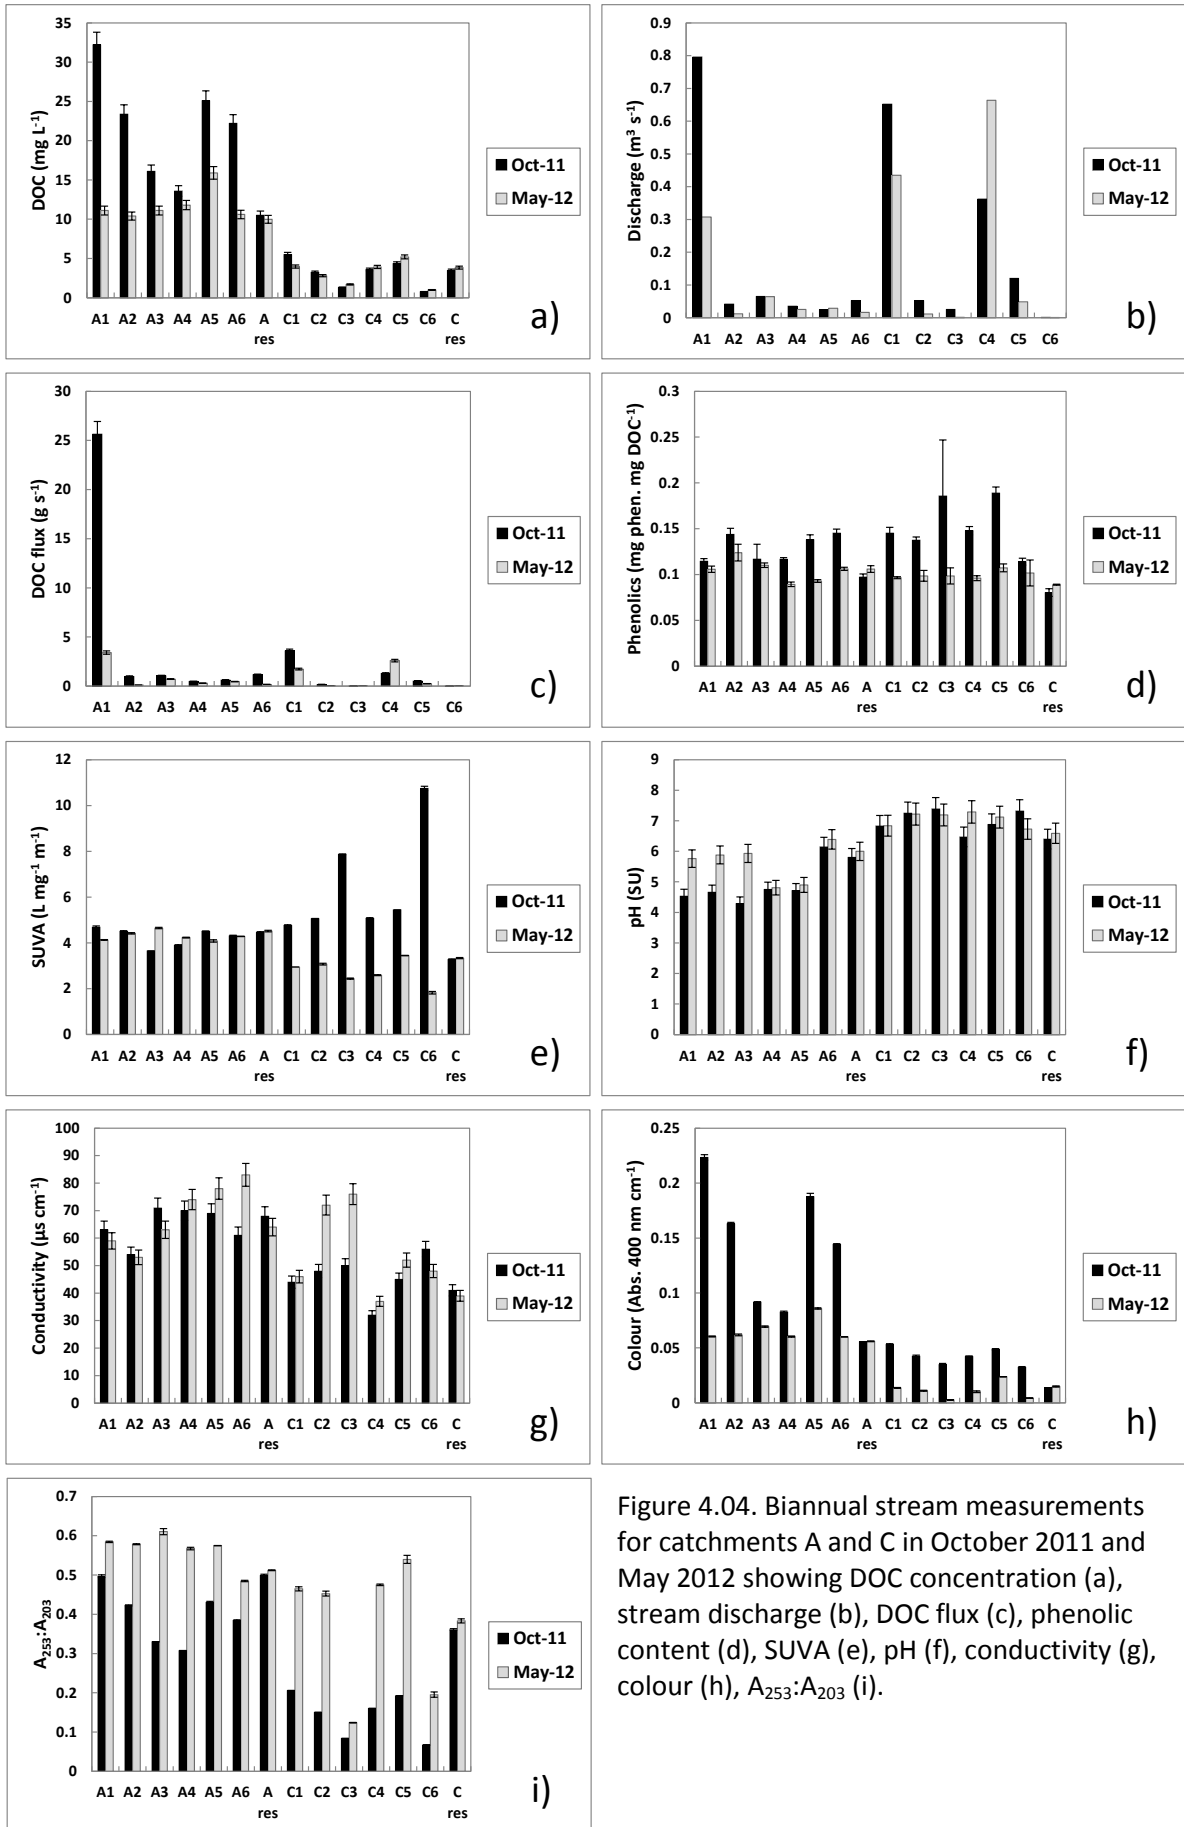 35
30
25
20
15
10
5
0
DOC (mg L⁻¹)
A1 A2 A3 A4 A5 A6 A res C1 C2 C3 C4 C5 C6 C res
Oct-11
May-12
a)
0.9
0.8
0.7
0.6
0.5
0.4
0.3
0.2
0.1
0
Discharge (m³ s⁻¹)
A1 A2 A3 A4 A5 A6 C1 C2 C3 C4 C5 C6
Oct-11
May-12
b)
30
25
20
15
10
5
0
DOC flux (g s⁻¹)
A1 A2 A3 A4 A5 A6 C1 C2 C3 C4 C5 C6
Oct-11
May-12
c)
0.3
0.25
0.2
0.15
0.1
0.05
0
Phenolics (mg phen. mg DOC⁻¹)
A1 A2 A3 A4 A5 A6 A res C1 C2 C3 C4 C5 C6 C res
Oct-11
May-12
d)
12
10
8
6
4
2
0
SUVA (L mg⁻¹ m⁻¹)
A1 A2 A3 A4 A5 A6 A res C1 C2 C3 C4 C5 C6 C res
Oct-11
May-12
e)
9
8
7
6
5
4
3
2
1
0
pH (SU)
A1 A2 A3 A4 A5 A6 A res C1 C2 C3 C4 C5 C6 C res
Oct-11
May-12
f)
100
90
80
70
60
50
40
30
20
10
0
Conductivity (µs cm⁻¹)
A1 A2 A3 A4 A5 A6 A res C1 C2 C3 C4 C5 C6 C res
Oct-11
May-12
g)
0.25
0.2
0.15
0.1
0.05
0
Colour (Abs. 400 nm cm⁻¹)
A1 A2 A3 A4 A5 A6 A res C1 C2 C3 C4 C5 C6 C res
Oct-11
May-12
h)
0.7
0.6
0.5
0.4
0.3
0.2
0.1
0
A₂₅₃:A₂₀₃
A1 A2 A3 A4 A5 A6 A res C1 C2 C3 C4 C5 C6 C res
Oct-11
May-12
i)
Figure 4.04. Biannual stream measurements
for catchments A and C in October 2011 and
May 2012 showing DOC concentration (a),
stream discharge (b), DOC flux (c), phenolic
content (d), SUVA (e), pH (f), conductivity (g),
colour (h), A₂₅₃:A₂₀₃ (i).